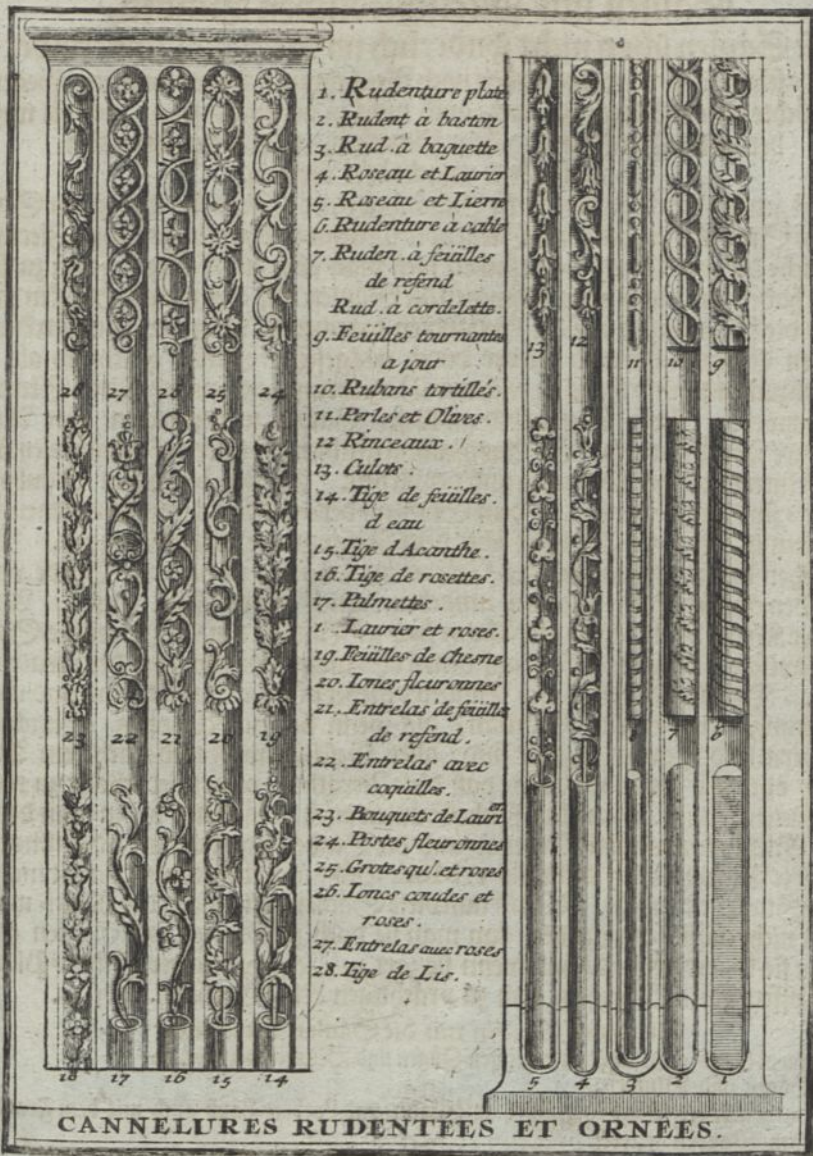 1. Rudenture plate
2. Rudent à baston
3. Rud. à baguette
4. Roseau et Laurier
5. Roseau et Lierre
6. Rudenture à cable
7. Ruden. à feüilles
de refend
Rud. à cordelette.
9. Feüilles tournantes
a jour
10. Rubans tortillés.
11. Perles et Olives.
12 Rinceaux.
13. Culots.
14. Tige de feüilles.
d eau
15. Tige d Acanthe.
16. Tige de rosettes.
17. Palmettes.
1 Laurier et roses.
19. Feüilles de chesne
20. Ioncs fleuronnes
21. Entrelas de feüilles
de refend.
22. Entrelas avec
coquilles.
23. Bouquets de Laurier
24. Postes fleuronnes
25. Grotesqu. et roses
26. Ioncs coudes et
roses.
27. Entrelas avec roses
28. Tige de Lis.
28 27 26 25 24
23 22 21 20 19
18 17 16 15 14
13 12 11 10 9
8 7 6
5 4 3 2 1
CANNELURES RUDENTÉES ET ORNÉES.